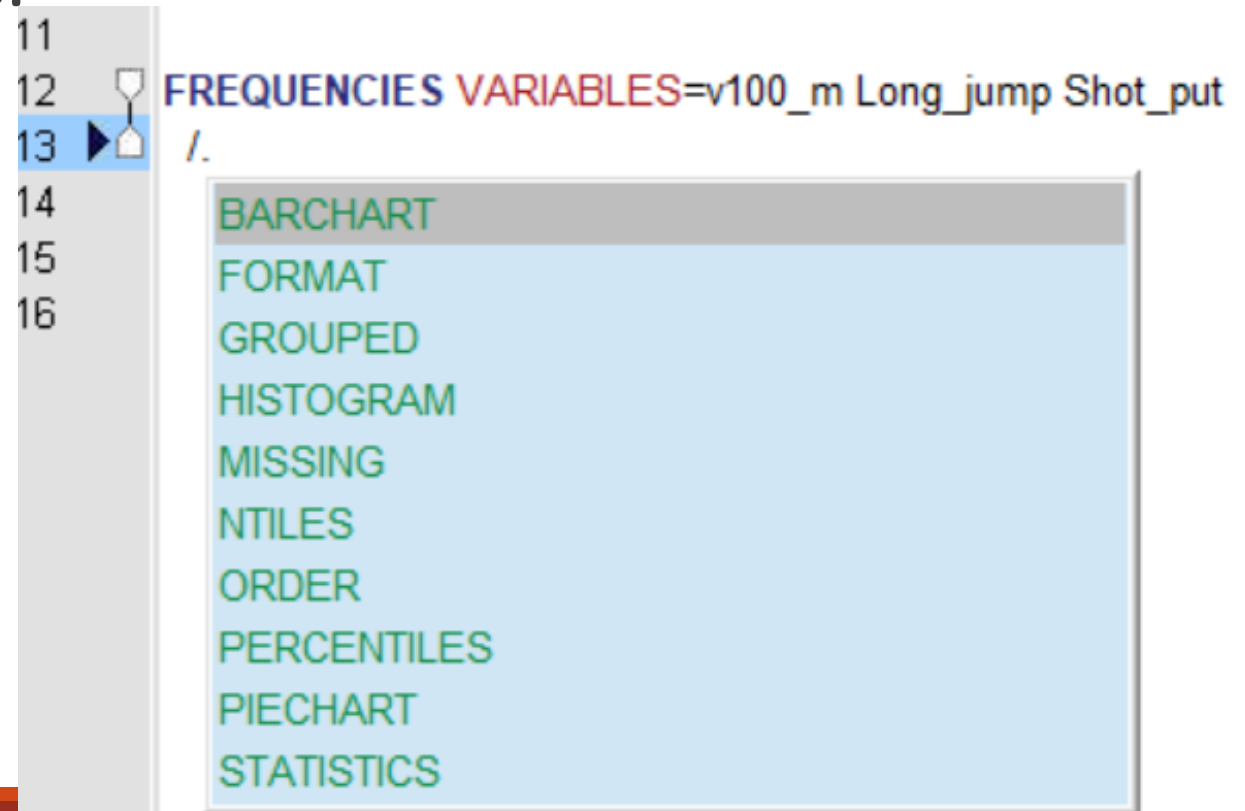 11
12 FREQUENCIES VARIABLES=v100_m Long_jump Shot_put
13 /.
14 BARCHART
15 FORMAT
16 GROUPED
HISTOGRAM
MISSING
NTILES
ORDER
PERCENTILES
PIECHART
STATISTICS